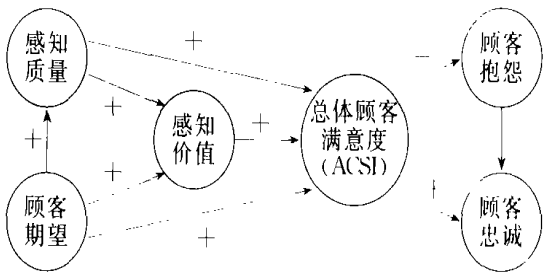 感知
质量
+
−
顾客
抱怨
+
感知
价值
+
总体顾客
满意度
(ACSI)
+
+
顾客
期望
+
+
顾客
忠诚